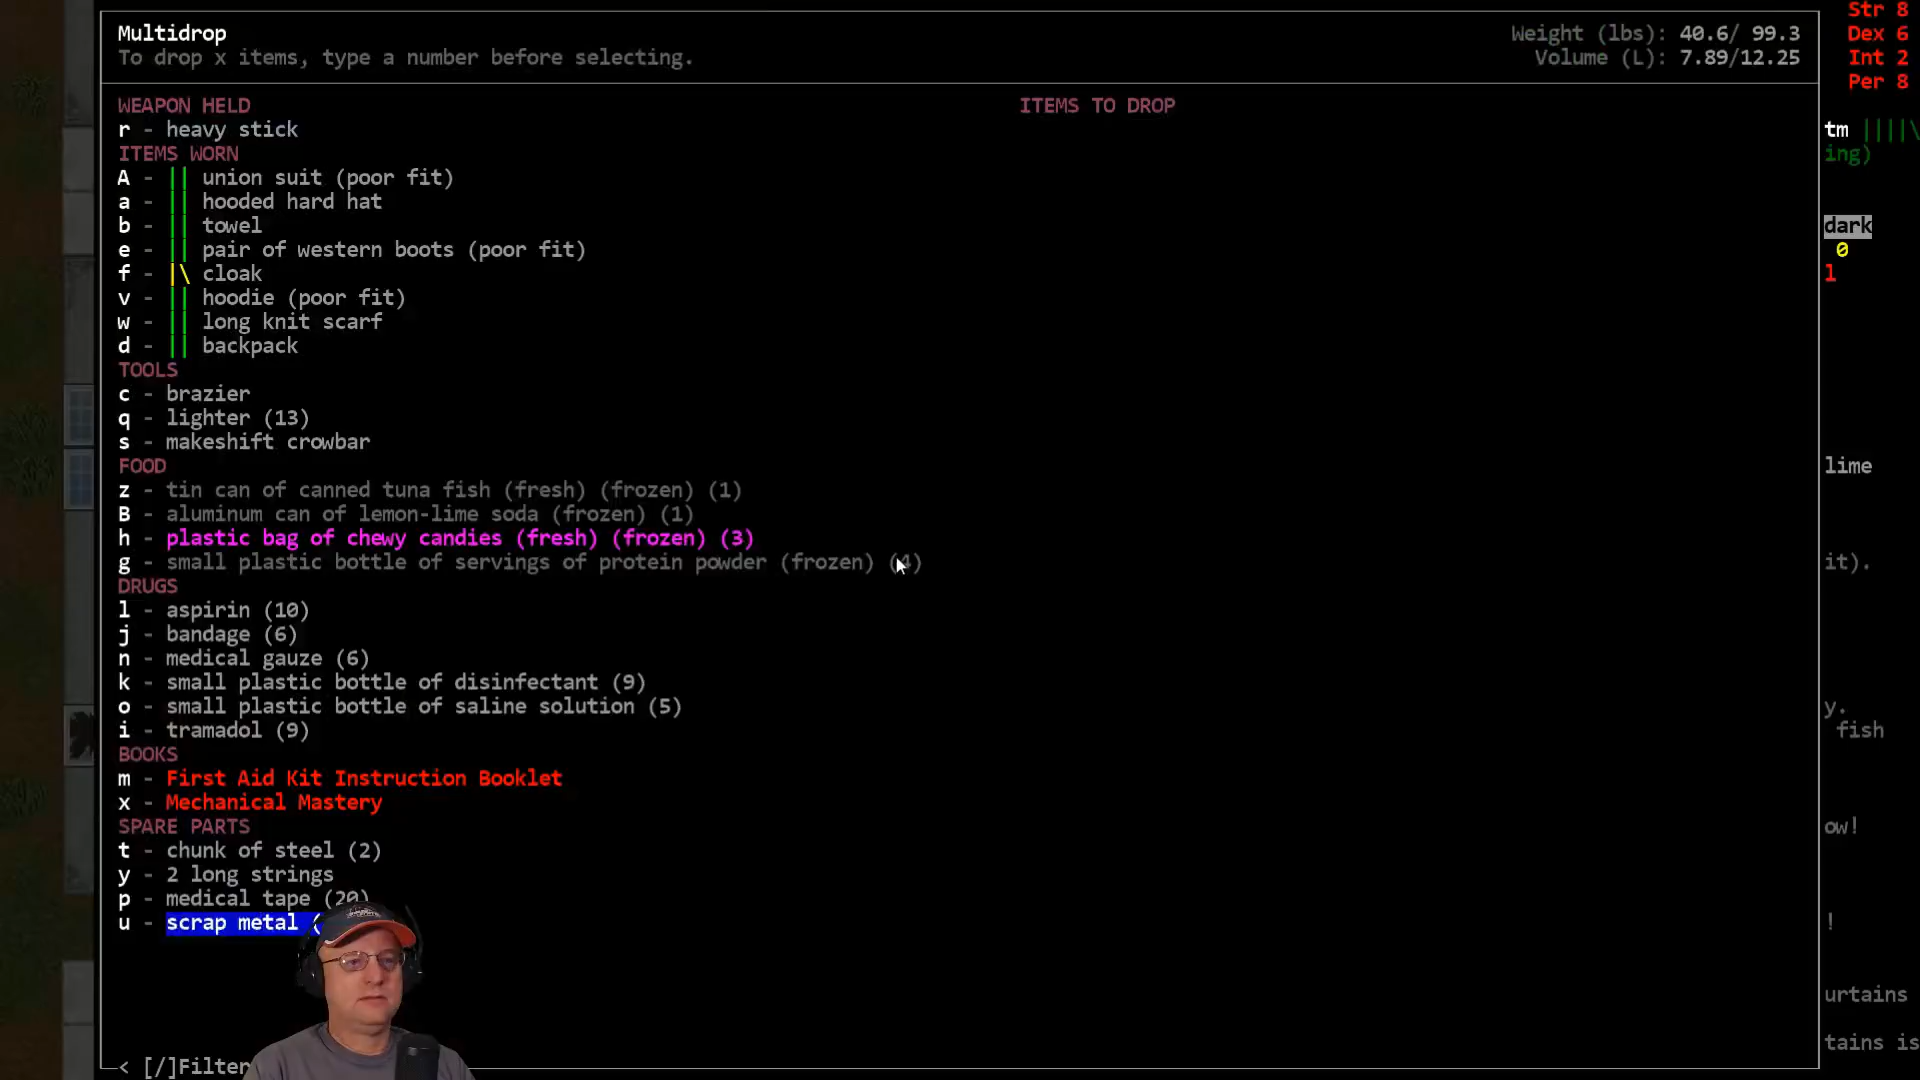 Multidrop
To drop x items, type a number before selecting.
Weight (lbs): 40.6/ 99.3
Volume (L): 7.89/12.25
Str 8
Dex 6
Int 2
Per 8
WEAPON HELD
r - heavy stick
ITEMS WORN
A - || union suit (poor fit)
a - || hooded hard hat
b - || towel
e - || pair of western boots (poor fit)
f - |\ cloak
v - || hoodie (poor fit)
w - || long knit scarf
d - || backpack
TOOLS
c - brazier
q - lighter (13)
s - makeshift crowbar
FOOD
z - tin can of canned tuna fish (fresh) (frozen) (1)
B - aluminum can of lemon-lime soda (frozen) (1)
h - plastic bag of chewy candies (fresh) (frozen) (3)
g - small plastic bottle of servings of protein powder (frozen) (4)
DRUGS
l - aspirin (10)
j - bandage (6)
n - medical gauze (6)
k - small plastic bottle of disinfectant (9)
o - small plastic bottle of saline solution (5)
i - tramadol (9)
BOOKS
m - First Aid Kit Instruction Booklet
x - Mechanical Mastery
SPARE PARTS
t - chunk of steel (2)
y - 2 long strings
p - medical tape (20)
u - scrap metal (
< [/]Filter
ITEMS TO DROP
tm ||||\
ing)
dark
0
l
lime
it).
y.
fish
ow!
!
urtains
tains is